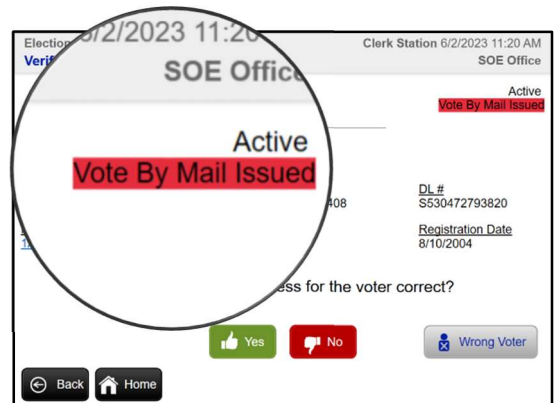 Election
Clerk Station 6/2/2023 11:20 AM
Verif
SOE Office
6/2/2023 11:20
SOE Office
Active
Vote By Mail Issued
Active
Vote By Mail Issued
408
DL #
S530472793820
Registration Date
8/10/2004
ess for the voter correct?
Yes
No
Wrong Voter
Back
Home